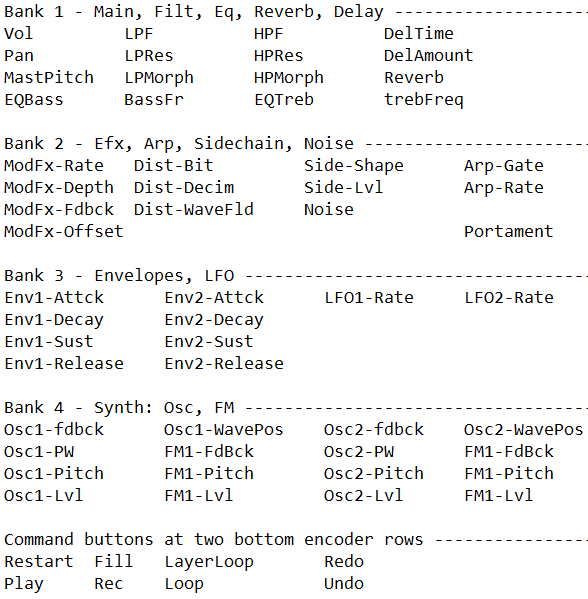 Bank 1 - Main, Filt, Eq, Reverb, Delay --------------------
Vol         LPF          HPF          DelTime
Pan         LPRes        HPRes        DelAmount
MastPitch   LPMorph      HPMorph      Reverb
EQBass      BassFr       EQTreb       trebFreq
Bank 2 - Efx, Arp, Sidechain, Noise ----------------------
ModFx-Rate   Dist-Bit         Side-Shape      Arp-Gate
ModFx-Depth  Dist-Decim       Side-Lvl        Arp-Rate
ModFx-Fdbck  Dist-WaveFld     Noise
ModFx-Offset                                  Portament
Bank 3 - Envelopes, LFO -----------------------------------
Env1-Attck      Env2-Attck      LFO1-Rate     LFO2-Rate
Env1-Decay      Env2-Decay
Env1-Sust       Env2-Sust
Env1-Release    Env2-Release
Bank 4 - Synth: Osc, FM -----------------------------------
Osc1-fdbck      Osc1-WavePos    Osc2-fdbck    Osc2-WavePos
Osc1-PW         FM1-FdBck       Osc2-PW       FM1-FdBck
Osc1-Pitch      FM1-Pitch       Osc2-Pitch    FM1-Pitch
Osc1-Lvl        FM1-Lvl         Osc2-Lvl      FM1-Lvl
Command buttons at two bottom encoder rows ----------------
Restart  Fill   LayerLoop       Redo
Play     Rec    Loop            Undo